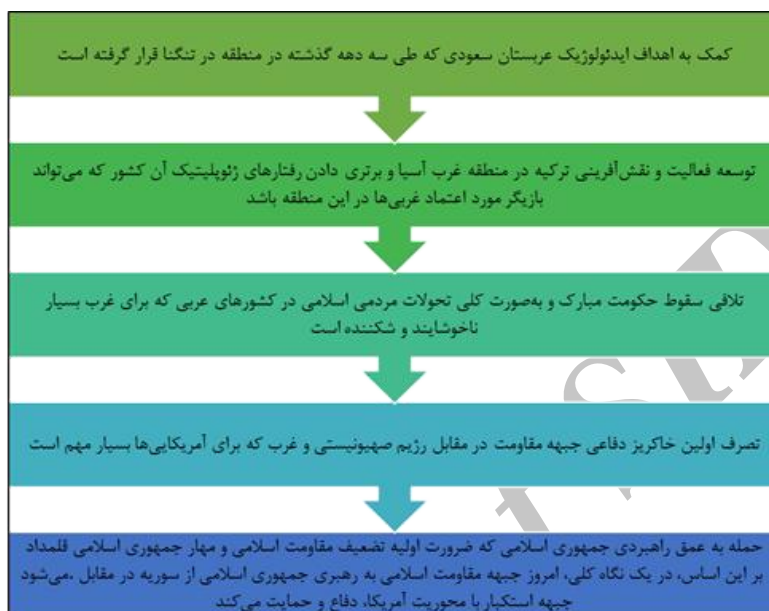 کمک به اهداف ایدئولوژیک عربستان سعودی که طی سه دهه گذشته در منطقه در تنگنا قرار گرفته است
توسعه فعالیت و نقش‌آفرینی ترکیه در منطقه غرب آسیا و برتری دادن رفتارهای ژئوپلیتیک آن کشور که می‌تواند
بازیگر مورد اعتماد غربی‌ها در این منطقه باشد
تلافی سقوط حکومت مبارک و به‌صورت کلی تحولات مردمی اسلامی در کشورهای عربی که برای غرب بسیار
ناخوشایند و شکننده است
تصرف اولین خاکریز دفاعی جبهه مقاومت در مقابل رژیم صهیونیستی و غرب که برای آمریکایی‌ها بسیار مهم است
حمله به عمق راهبردی جمهوری اسلامی که ضرورت اولیه تضعیف مقاومت اسلامی و مهار جمهوری اسلامی قلمداد
بر این اساس، در یک نگاه کلی، امروز جبهه مقاومت اسلامی به رهبری جمهوری اسلامی از سوریه در مقابل ،می‌شود
جبهه استکبار با محوریت آمریکا، دفاع و حمایت می‌کند